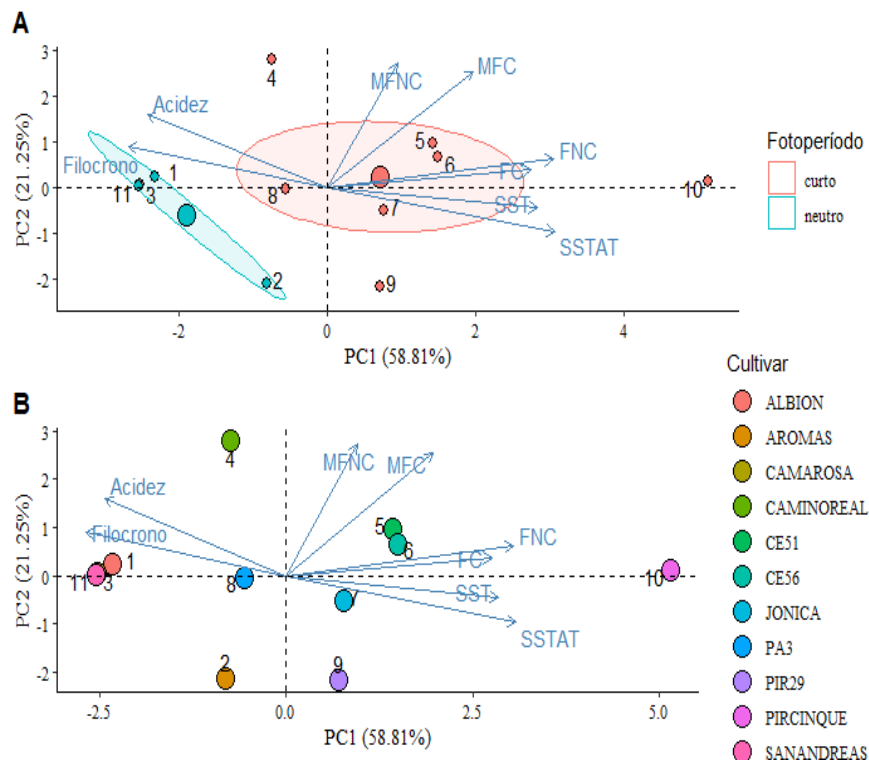 A
3
2
1
0
-1
-2
PC2 (21.25%)
4
MFNC
MFC
Acidez
Filocrono
1
11
3
8
5
6
FNC
FC
10
SST
7
SSTAT
2
9
-2
0
2
4
PC1 (58.81%)
Fotoperíodo
curto
neutro
B
3
2
1
0
-1
-2
PC2 (21.25%)
4
MFNC
MFC
Acidez
Filocrono
1
11
3
8
5
6
FNC
FC
10
SST
7
SSTAT
2
9
-2.5
0.0
2.5
5.0
PC1 (58.81%)
Cultivar
ALBION
AROMAS
CAMAROSA
CAMINOREAL
CE51
CE56
JONICA
PA3
PIR29
PIRCINQUE
SANANDREAS